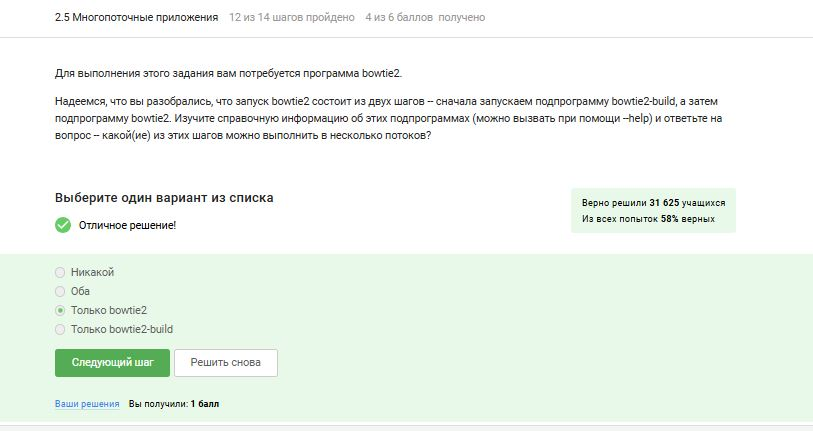 2.5 Многопоточные приложения 12 из 14 шагов пройдено 4 из 6 баллов получено
Для выполнения этого задания вам потребуется программа bowtie2.
Надеемся, что вы разобрались, что запуск bowtie2 состоит из двух шагов -- сначала запускаем подпрограмму bowtie2-build, а затем
подпрограмму bowtie2. Изучите справочную информацию об этих подпрограммах (можно вызвать при помощи --help) и ответьте на
вопрос -- какой(ие) из этих шагов можно выполнить в несколько потоков?
Выберите один вариант из списка
Отличное решение!
Верно решили 31 625 учащихся
Из всех попыток 58% верных
Никакой
Оба
Только bowtie2
Только bowtie2-build
Следующий шаг Решить снова
Ваши решения Вы получили: 1 балл